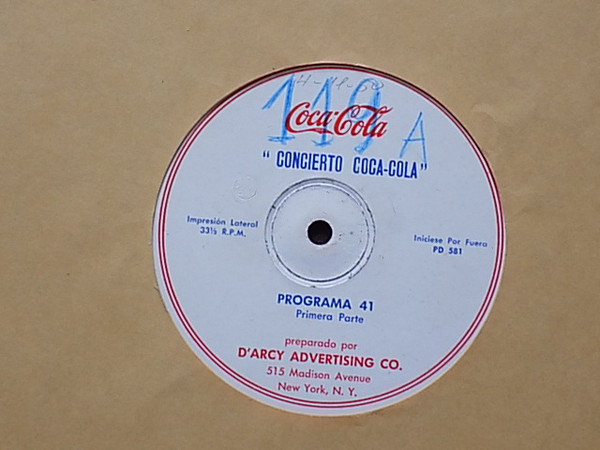 119 A
Coca-Cola
" CONCIERTO COCA-COLA"
Impresión Lateral
33⅓ R.P.M.
Iniciese Por Fuera
PD 581
PROGRAMA 41
Primera Parte
preparado por
D'ARCY ADVERTISING CO.
515 Madison Avenue
New York, N. Y.